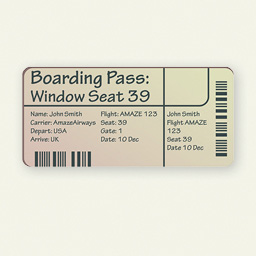 Boarding Pass:
Window Seat 39
Name: John Smith
Carrier: AmazeAirways
Depart: USA
Arrive: UK
Flight: AMAZE 123
Seat: 39
Gate: 1
Date: 10 Dec
John Smith
Flight AMAZE
123
Seat 39
Date 10 Dec